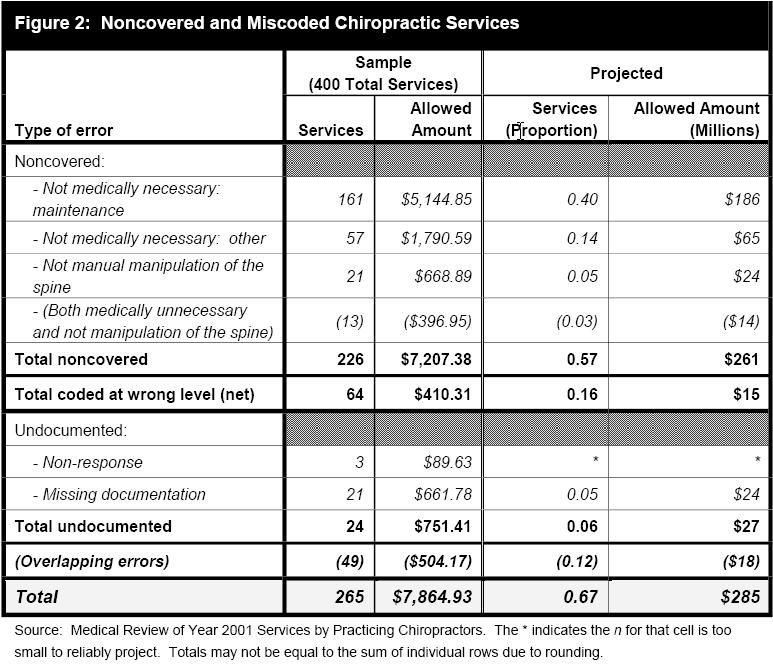 Figure 2: Noncovered and Miscoded Chiropractic Services
Sample
(400 Total Services)
Projected
Type of error
Services
Allowed
Amount
Services
(Proportion)
Allowed Amount
(Millions)
Noncovered:
- Not medically necessary:
maintenance
161 $5,144.85 0.40 $186
- Not medically necessary: other 57 $1,790.59 0.14 $65
- Not manual manipulation of the
spine
21 $668.89 0.05 $24
- (Both medically unnecessary
and not manipulation of the spine)
(13) ($396.95) (0.03) ($14)
Total noncovered 226 $7,207.38 0.57 $261
Total coded at wrong level (net) 64 $410.31 0.16 $15
Undocumented:
- Non-response 3 $89.63 * *
- Missing documentation 21 $661.78 0.05 $24
Total undocumented 24 $751.41 0.06 $27
(Overlapping errors) (49) ($504.17) (0.12) ($18)
Total 265 $7,864.93 0.67 $285
Source: Medical Review of Year 2001 Services by Practicing Chiropractors. The * indicates the n for that cell is too
small to reliably project. Totals may not be equal to the sum of individual rows due to rounding.